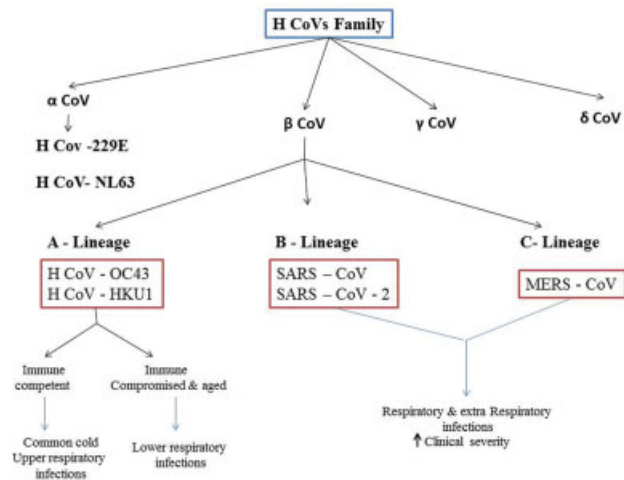 H CoVs Family
α CoV
β CoV
γ CoV
δ CoV
H Cov -229E
H CoV- NL63
A - Lineage
B - Lineage
C- Lineage
H CoV - OC43
H CoV - HKU1
SARS – CoV
SARS – CoV - 2
MERS - CoV
Immune
competent
Immune
Compromised & aged
Common cold
Upper respiratory
infections
Lower respiratory
infections
Respiratory & extra Respiratory
infections
↑ Clinical severity